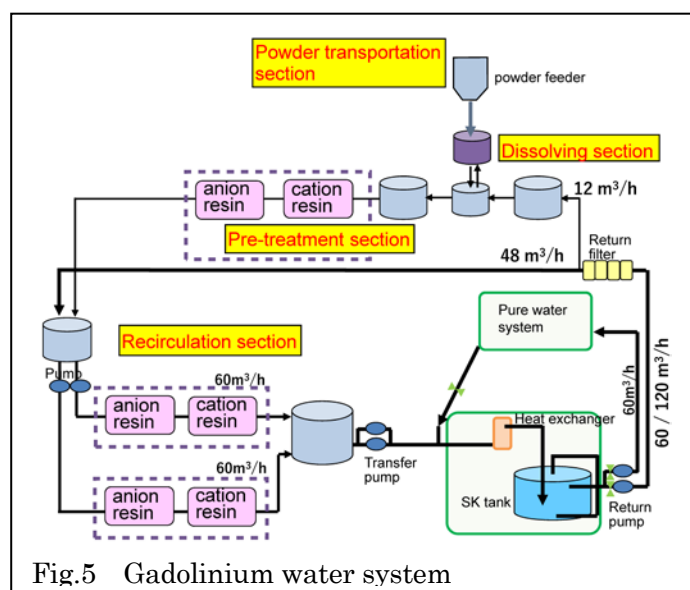 Powder transportation
section
powder feeder
Dissolving section
anion
resin
cation
resin
12 m³/h
Pre-treatment section
Return
filter
48 m³/h
Pure water
system
Recirculation section
Pump
60m³/h
anion
resin
cation
resin
60m³/h
60 / 120 m³/h
Heat exchanger
60m³/h
Transfer
pump
anion
resin
cation
resin
SK tank
Return
pump
Fig.5 Gadolinium water system